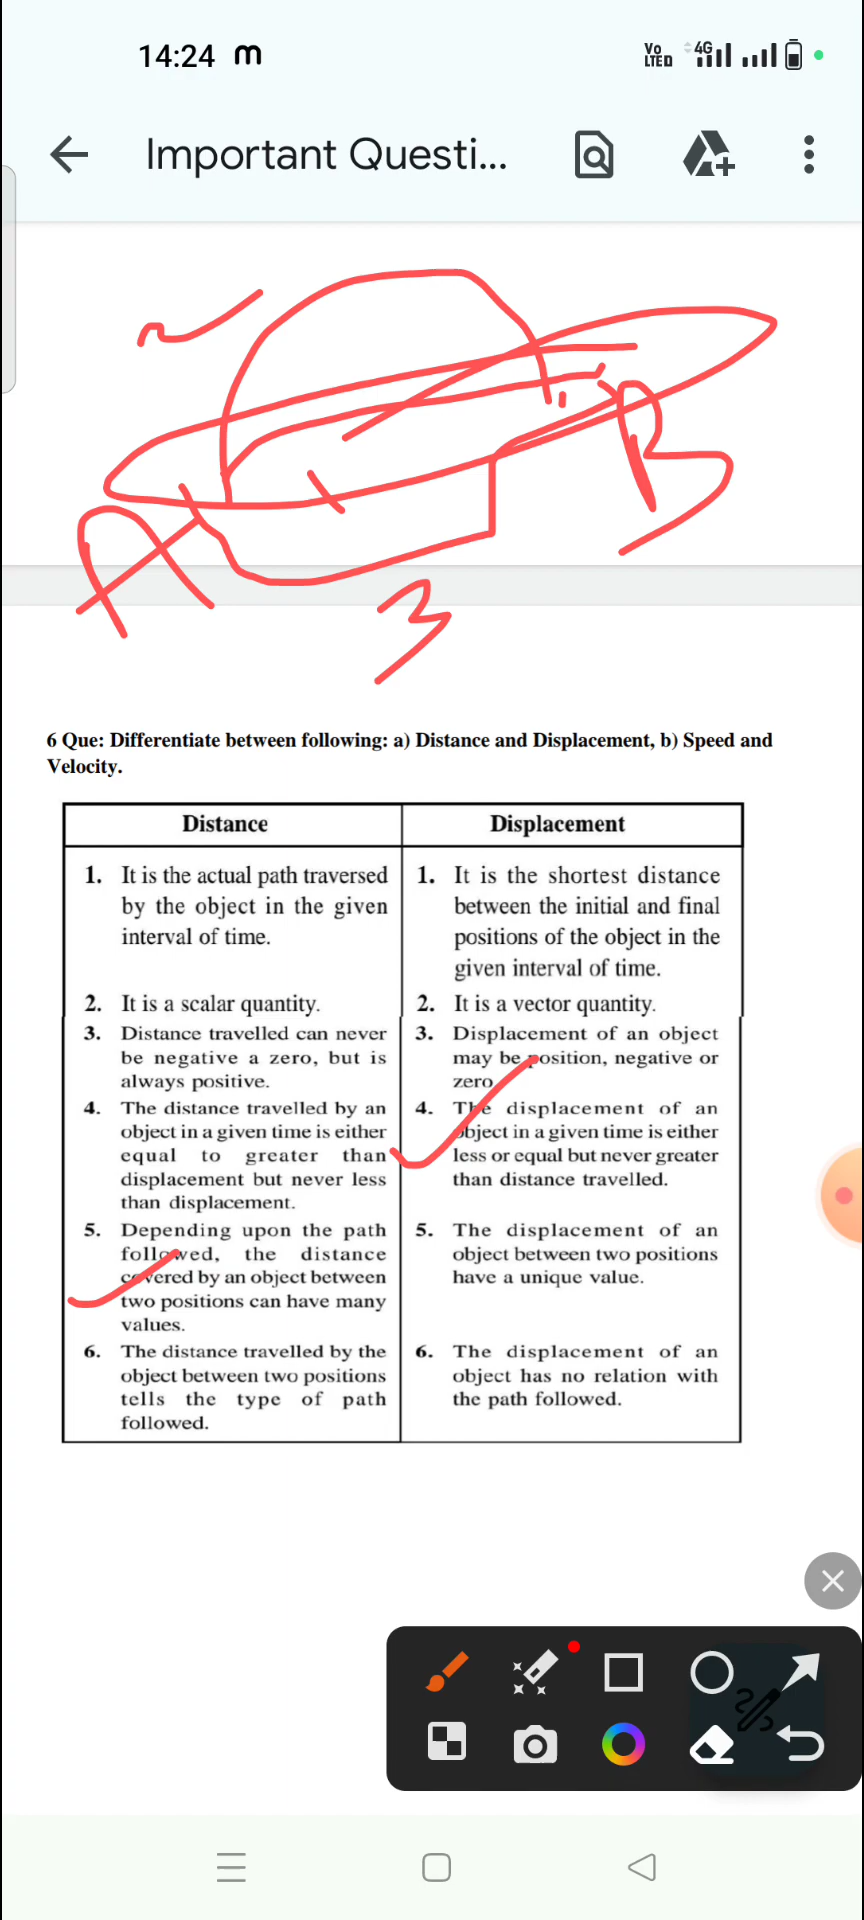 14:24 m
Vo LTED 4G
Important Questi...
A
B
3
6 Que: Differentiate between following: a) Distance and Displacement, b) Speed and
Velocity.
Distance
Displacement
1. It is the actual path traversed
by the object in the given
interval of time.
1. It is the shortest distance
between the initial and final
positions of the object in the
given interval of time.
2. It is a scalar quantity.
2. It is a vector quantity.
3. Distance travelled can never
be negative a zero, but is
always positive.
3. Displacement of an object
may be position, negative or
zero
4. The distance travelled by an
object in a given time is either
equal to greater than
displacement but never less
than displacement.
4. The displacement of an
object in a given time is either
less or equal but never greater
than distance travelled.
5. Depending upon the path
followed, the distance
covered by an object between
two positions can have many
values.
5. The displacement of an
object between two positions
have a unique value.
6. The distance travelled by the
object between two positions
tells the type of path
followed.
6. The displacement of an
object has no relation with
the path followed.